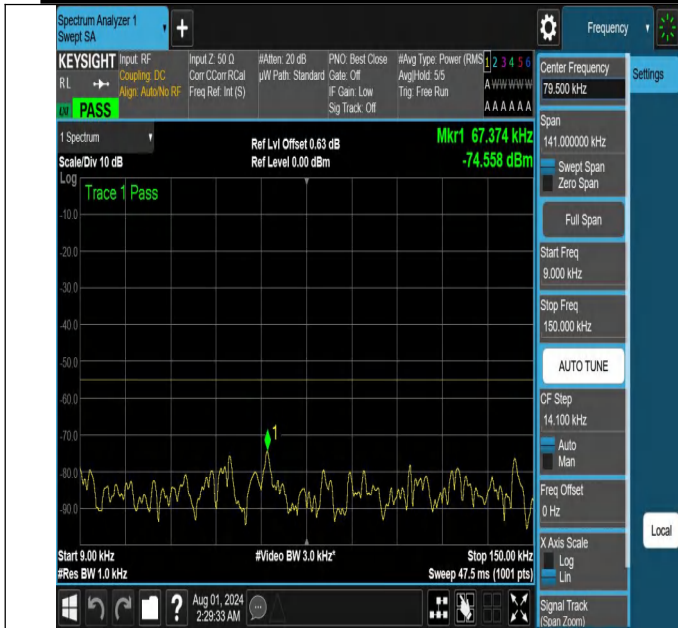 Spectrum Analyzer 1
Swept SA
+
Frequency
KEYSIGHT
RL
LXI
PASS
Input: RF
Coupling: DC
Align: Auto/No RF
Input Z: 50 Ω
Corr CCorr RCal
Freq Ref: Int (S)
#Atten: 20 dB
µW Path: Standard
PNO: Best Close
Gate: Off
IF Gain: Low
Sig Track: Off
#Avg Type: Power (RMS
Avg|Hold: 5/5
Trig: Free Run
1 2 3 4 5 6
A W W W W W
A A A A A A
1 Spectrum
Scale/Div 10 dB
Ref Lvl Offset 0.63 dB
Ref Level 0.00 dBm
Mkr1 67.374 kHz
-74.558 dBm
Log
Trace 1 Pass
-10.0
-20.0
-30.0
-40.0
-50.0
-60.0
-70.0
-80.0
-90.0
1
Start 9.00 kHz
#Video BW 3.0 kHz*
Stop 150.00 kHz
#Res BW 1.0 kHz
Sweep 47.5 ms (1001 pts)
Aug 01, 2024
2:29:33 AM
?
Center Frequency
79.500 kHz
Settings
Span
141.000000 kHz
Swept Span
Zero Span
Full Span
Start Freq
9.000 kHz
Stop Freq
150.000 kHz
AUTO TUNE
CF Step
14.100 kHz
Auto
Man
Freq Offset
0 Hz
Local
X Axis Scale
Log
Lin
Signal Track
(Span Zoom)